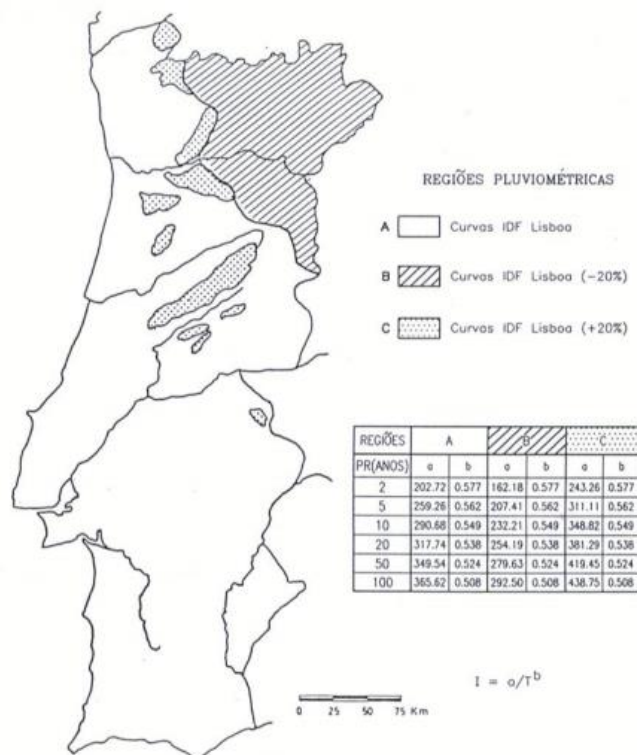 REGIÕES PLUVIOMÉTRICAS
A Curvas IDF Lisboa
B Curvas IDF Lisboa (-20%)
C Curvas IDF Lisboa (+20%)
REGIÕES A B C
PR(ANOS) a b a b a b
2 202.72 0.577 162.18 0.577 243.26 0.577
5 259.26 0.562 207.41 0.562 311.11 0.562
10 290.68 0.549 232.21 0.549 348.82 0.549
20 317.74 0.538 254.19 0.538 381.29 0.538
50 349.54 0.524 279.63 0.524 419.45 0.524
100 365.62 0.508 292.50 0.508 438.75 0.508
I = a/T^b
0 25 50 75 Km